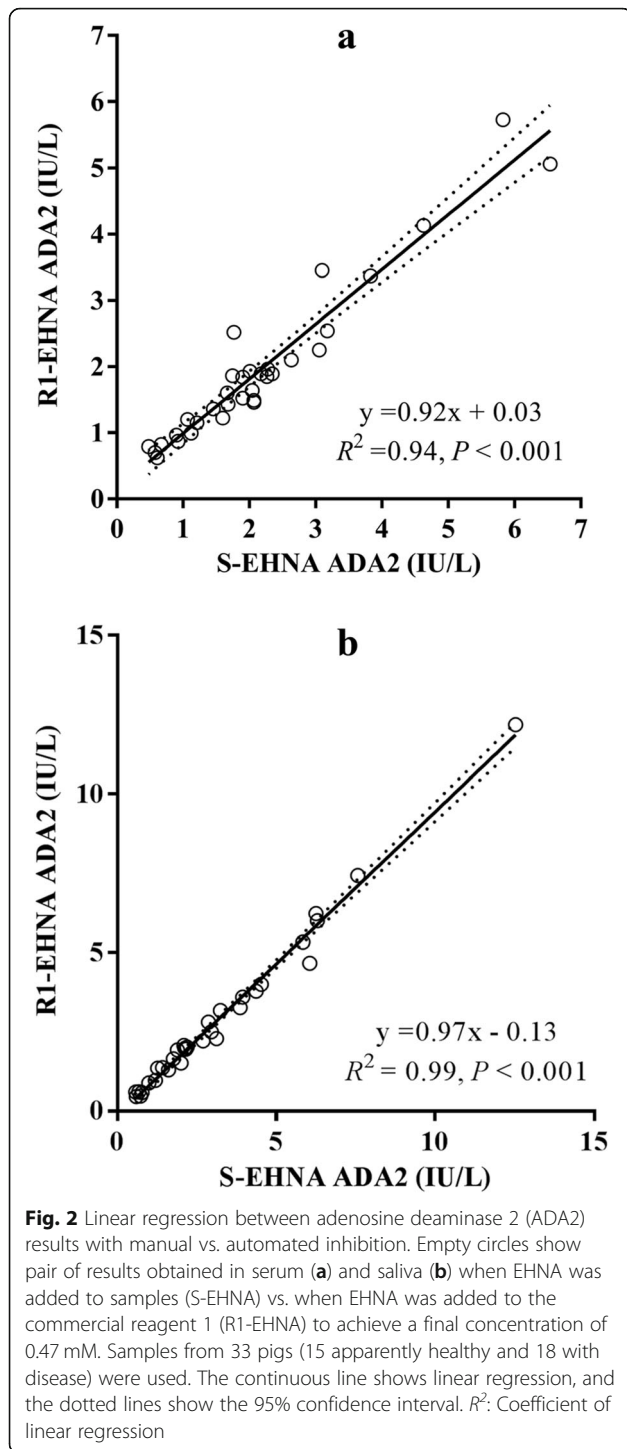 a
7
6
5
4
3
2
1
0
R1-EHNA ADA2 (IU/L)
y =0.92x + 0.03
R² =0.94, P < 0.001
0 1 2 3 4 5 6 7
S-EHNA ADA2 (IU/L)
b
15
10
5
0
R1-EHNA ADA2 (IU/L)
y =0.97x - 0.13
R² = 0.99, P < 0.001
0 5 10 15
S-EHNA ADA2 (IU/L)
Fig. 2 Linear regression between adenosine deaminase 2 (ADA2)
results with manual vs. automated inhibition. Empty circles show
pair of results obtained in serum (a) and saliva (b) when EHNA was
added to samples (S-EHNA) vs. when EHNA was added to the
commercial reagent 1 (R1-EHNA) to achieve a final concentration of
0.47 mM. Samples from 33 pigs (15 apparently healthy and 18 with
disease) were used. The continuous line shows linear regression, and
the dotted lines show the 95% confidence interval. R²: Coefficient of
linear regression